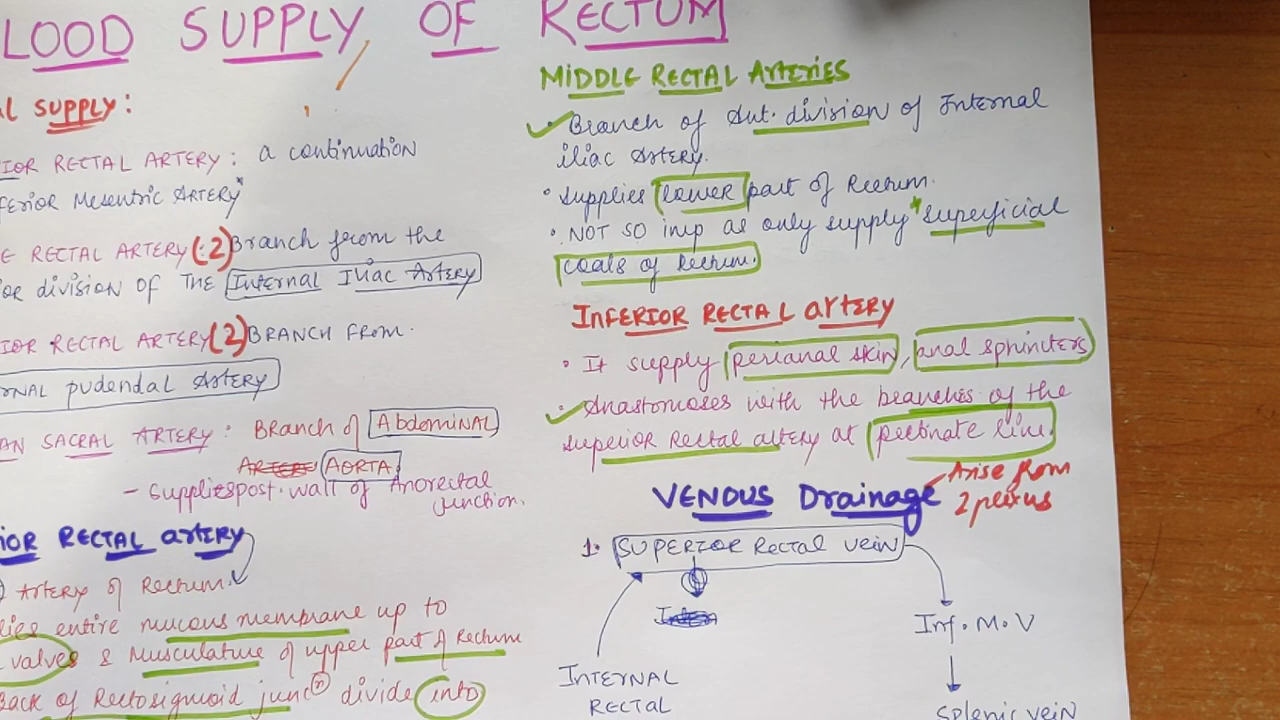 LOOD SUPPLY OF RECTUM
AL SUPPLY:
IOR RECTAL ARTERY: a continuation
FERIOR MESENTRIC ARTERY*
E RECTAL ARTERY (:2) Branch from the
OR division OF THE Internal Iliac Artery
IOR RECTAL ARTERY (2) BRANCH FROM.
RNAL pudendal Artery
AN SACRAL ARTERY: BRANCH of Abdominal
ARTERY AORTA
- Supplies post. wall of Anorectal
junction.
IOR RECTAL artery
Artery of Rectum.
lies entire mucous membrane up to
valves & Musculature of upper part of Rectum
Back of Rectosigmoid juncⁿ divide into
MIDDLE RECTAL ARTERIES
• Branch of Ant. division of Internal
iliac Artery.
• Supplies lower part of Rectum.
• NOT SO imp as only supply *superficial
coats of Rectum.
INFERIOR RECTAL artery
• It supply perianal skin, anal sphincters
• Anastomoses with the branches of the
superior Rectal artery at pectinate line.
VENOUS Drainage
Arise from
2 plexus
1. SUPERIOR Rectal vein
Inf. M. V
INTERNAL
RECTAL
splenic vein